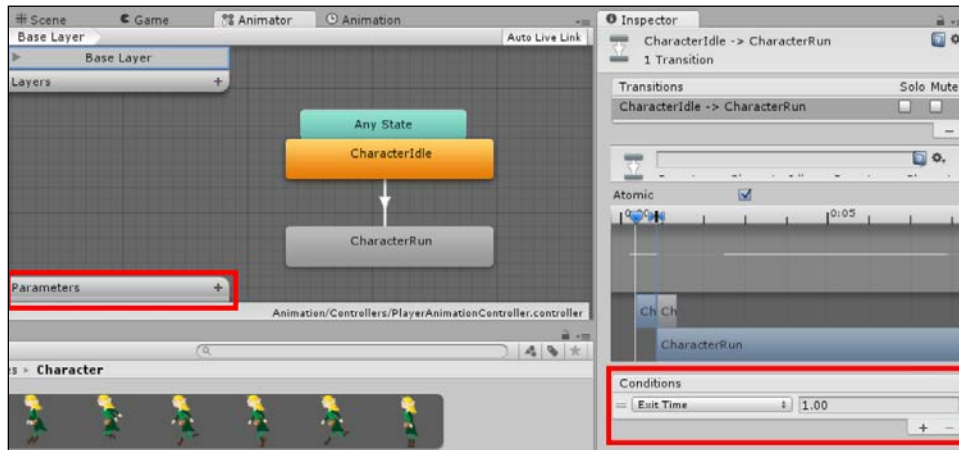 Scene
Game
Animator
Animation
Base Layer
Auto Live Link
Base Layer
Layers
Any State
CharacterIdle
CharacterRun
Parameters
Animation/Controllers/PlayerAnimationController.controller
s ▸ Character
Inspector
CharacterIdle -> CharacterRun
1 Transition
Transitions Solo Mute
CharacterIdle -> CharacterRun
Atomic
0:05
Ch Ch
CharacterRun
Conditions
Exit Time 1.00